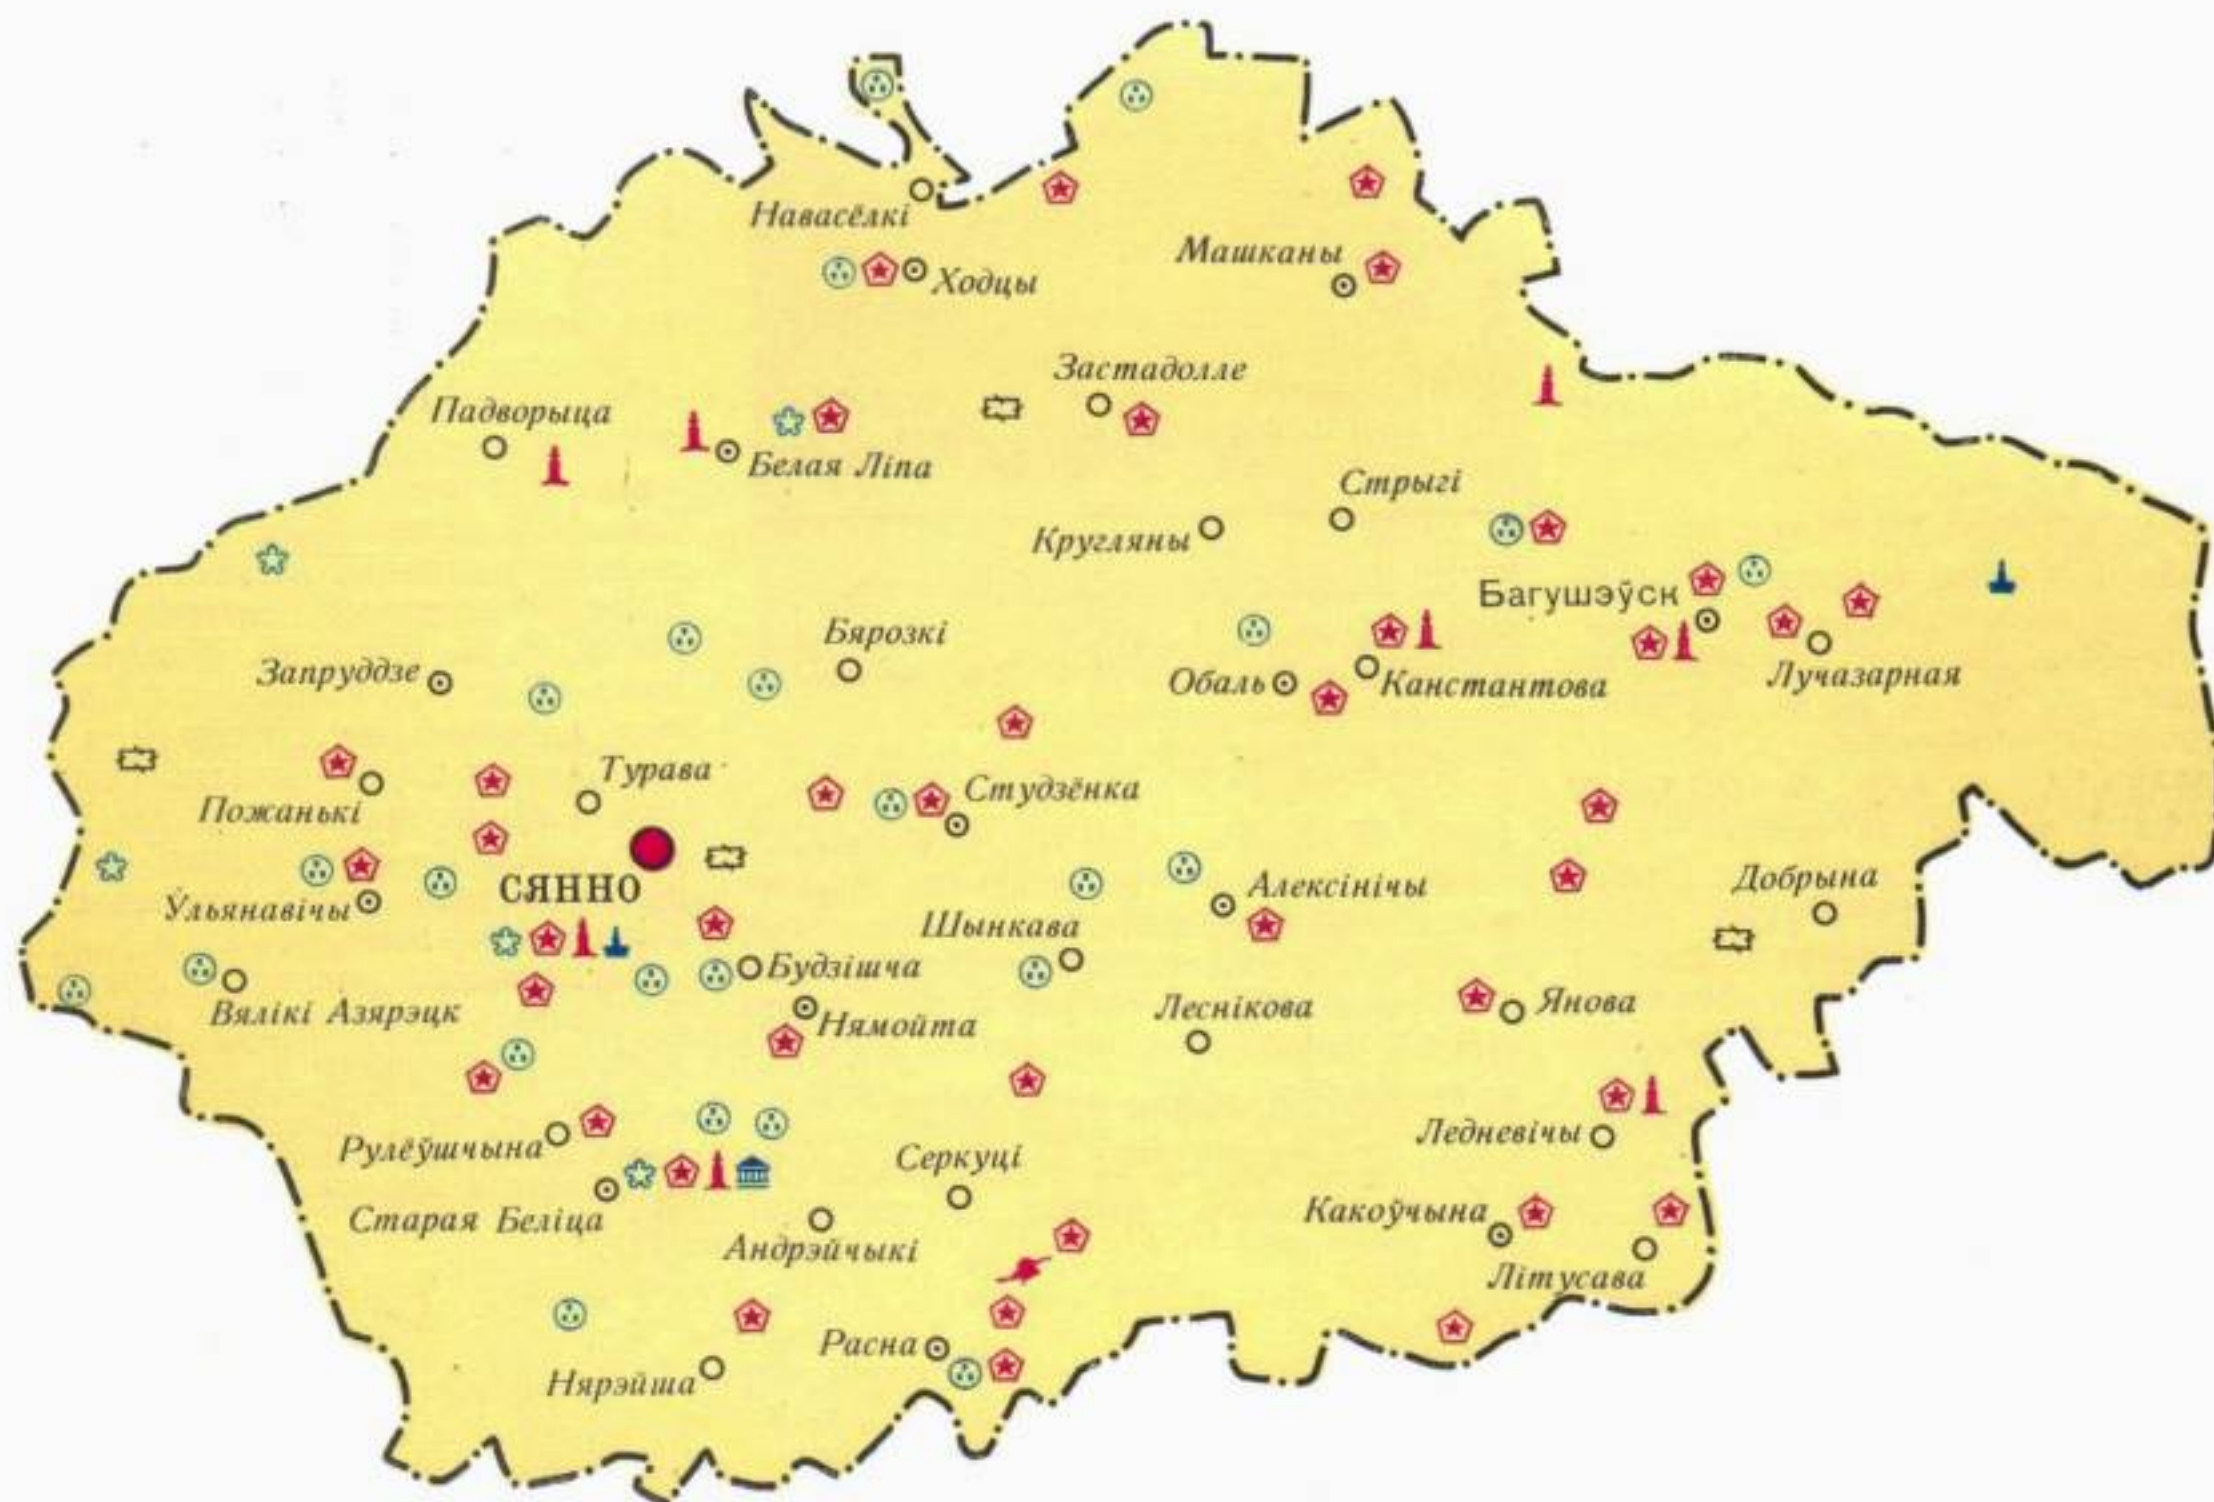 Навасёлкі
Машканы
Ходцы
Застадолле
Падворыца
Белая Ліпа
Стрыгі
Кругляны
Багушэўск
Бярозкі
Запруддзе
Обаль
Канстантова
Лучазарная
Турава
Студзёнка
Пожанькі
СЯННО
Алексінічы
Добрына
Ульянавічы
Шынкава
Будзішча
Вялікі Азярэцк
Нямойта
Леснікова
Янова
Ледневічы
Рулёўшчына
Серкуці
Старая Беліца
Какоўчына
Андрэйчыкі
Літусава
Расна
Нярэйша